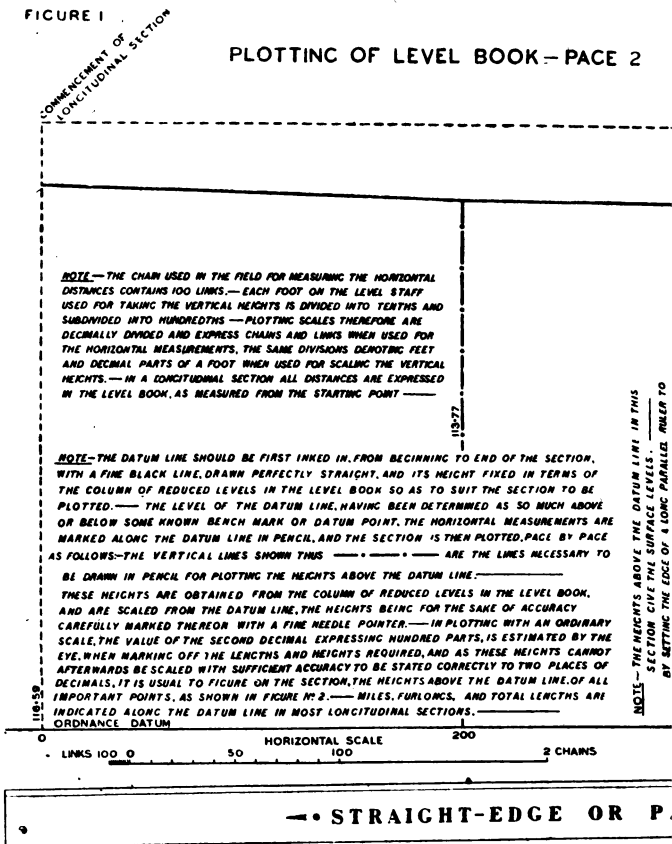 FIGURE 1
COMMENCEMENT OF
LONGITUDINAL SECTION
PLOTTING OF LEVEL BOOK — PAGE 2
NOTE — THE CHAIN USED IN THE FIELD FOR MEASURING THE HORIZONTAL
DISTANCES CONTAINS 100 LINKS. — EACH FOOT ON THE LEVEL STAFF
USED FOR TAKING THE VERTICAL HEIGHTS IS DIVIDED INTO TENTHS AND
SUBDIVIDED INTO HUNDREDTHS — PLOTTING SCALES THEREFORE ARE
DECIMALLY DIVIDED AND EXPRESS CHAINS AND LINKS WHEN USED FOR
THE HORIZONTAL MEASUREMENTS, THE SAME DIVISIONS DENOTING FEET
AND DECIMAL PARTS OF A FOOT WHEN USED FOR SCALING THE VERTICAL
HEIGHTS. — IN A LONGITUDINAL SECTION ALL DISTANCES ARE EXPRESSED
IN THE LEVEL BOOK, AS MEASURED FROM THE STARTING POINT ——
113·77
NOTE — THE DATUM LINE SHOULD BE FIRST INKED IN, FROM BEGINNING TO END OF THE SECTION,
WITH A FINE BLACK LINE, DRAWN PERFECTLY STRAIGHT, AND ITS HEIGHT FIXED IN TERMS OF
THE COLUMN OF REDUCED LEVELS IN THE LEVEL BOOK SO AS TO SUIT THE SECTION TO BE
PLOTTED. — THE LEVEL OF THE DATUM LINE, HAVING BEEN DETERMINED AS SO MUCH ABOVE
OR BELOW SOME KNOWN BENCH MARK OR DATUM POINT, THE HORIZONTAL MEASUREMENTS ARE
MARKED ALONG THE DATUM LINE IN PENCIL, AND THE SECTION IS THEN PLOTTED, PAGE BY PAGE
AS FOLLOWS:— THE VERTICAL LINES SHOWN THUS —·—·— ARE THE LINES NECESSARY TO
BE DRAWN IN PENCIL FOR PLOTTING THE HEIGHTS ABOVE THE DATUM LINE. ——
THESE HEIGHTS ARE OBTAINED FROM THE COLUMN OF REDUCED LEVELS IN THE LEVEL BOOK,
AND ARE SCALED FROM THE DATUM LINE, THE HEIGHTS BEING FOR THE SAKE OF ACCURACY
CAREFULLY MARKED THEREON WITH A FINE NEEDLE POINTER. — IN PLOTTING WITH AN ORDINARY
SCALE, THE VALUE OF THE SECOND DECIMAL EXPRESSING HUNDRED PARTS, IS ESTIMATED BY THE
EYE, WHEN MARKING OFF THE LENGTHS AND HEIGHTS REQUIRED, AND AS THESE HEIGHTS CANNOT
AFTERWARDS BE SCALED WITH SUFFICIENT ACCURACY TO BE STATED CORRECTLY TO TWO PLACES OF
DECIMALS, IT IS USUAL TO FIGURE ON THE SECTION, THE HEIGHTS ABOVE THE DATUM LINE, OF ALL
IMPORTANT POINTS, AS SHOWN IN FIGURE Nº 2. — MILES, FURLONGS, AND TOTAL LENGTHS ARE
INDICATED ALONG THE DATUM LINE IN MOST LONGITUDINAL SECTIONS. ——
116·59
ORDNANCE DATUM
NOTE — THE HEIGHTS ABOVE THE DATUM LINE IN THIS
SECTION GIVE THE SURFACE LEVELS. ——
BY SETTING THE EDGE OF A LONG PARALLEL RULER TO
0
HORIZONTAL SCALE
200
LINKS 100 0 50 100 2 CHAINS
STRAIGHT-EDGE OR P